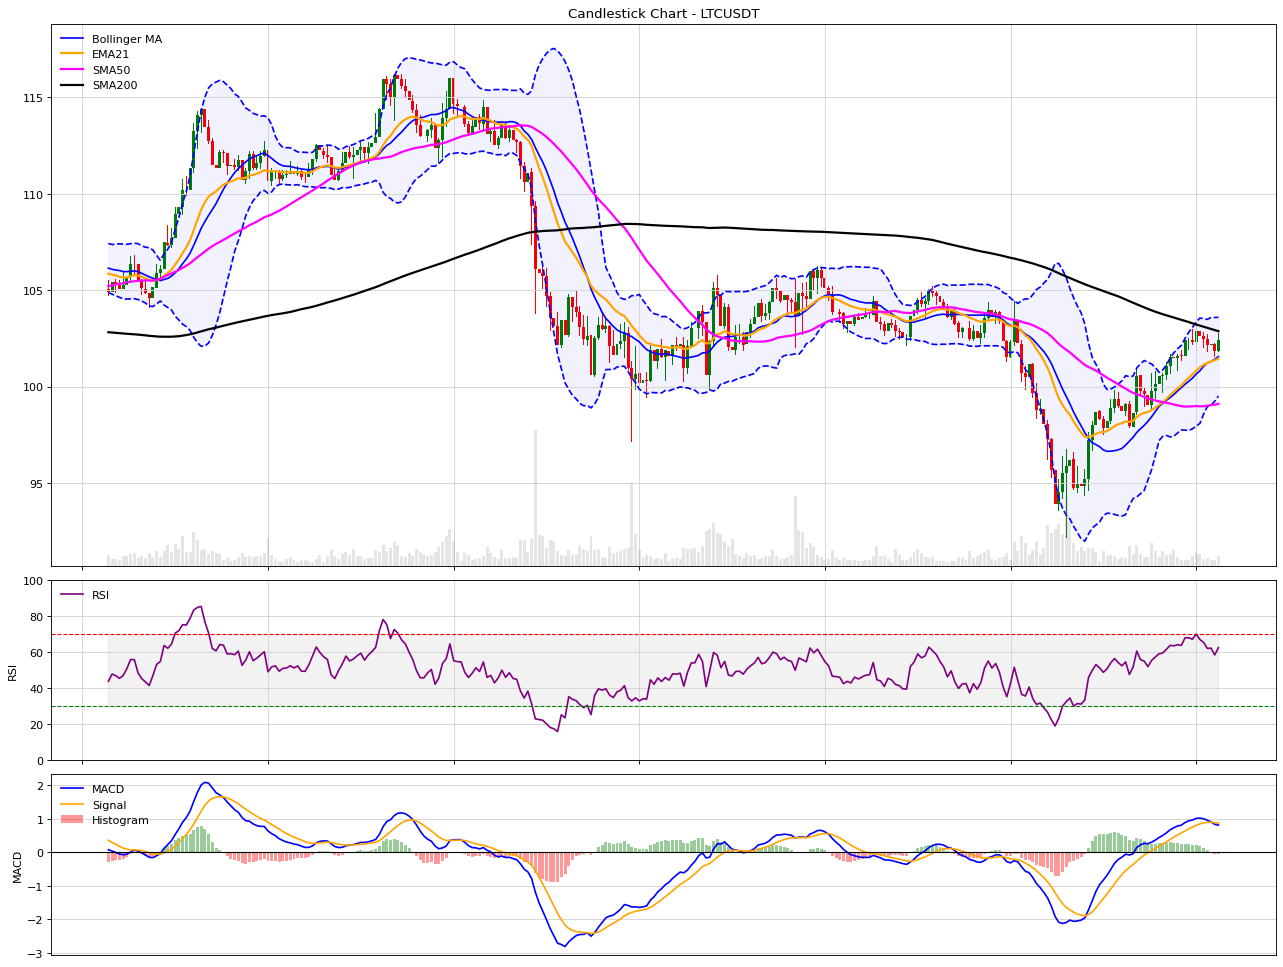 Candlestick Chart - LTCUSDT
Bollinger MA
EMA21
SMA50
SMA200
115
110
105
100
95
100
80
60
40
20
0
RSI
RSI
2
1
0
−1
−2
−3
MACD
MACD
Signal
Histogram